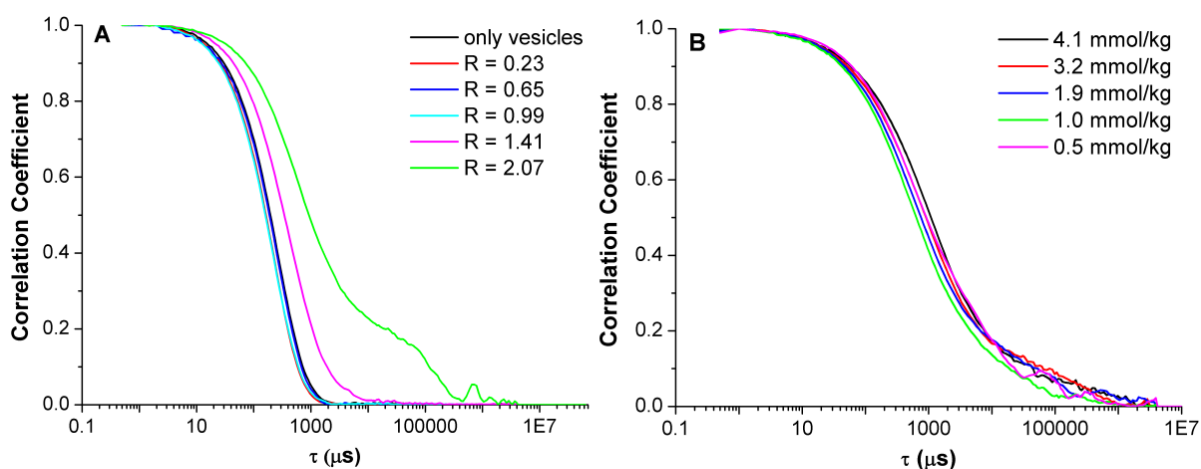 A
only vesicles
R = 0.23
R = 0.65
R = 0.99
R = 1.41
R = 2.07
Correlation Coefficient
1.0
0.8
0.6
0.4
0.2
0.0
0.1
10
1000
100000
1E7
τ (μs)
B
4.1 mmol/kg
3.2 mmol/kg
1.9 mmol/kg
1.0 mmol/kg
0.5 mmol/kg
Correlation Coefficient
1.0
0.8
0.6
0.4
0.2
0.0
0.1
10
1000
100000
1E7
τ (μs)